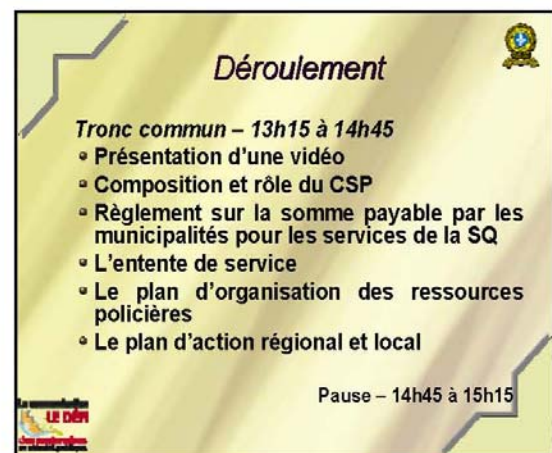 Déroulement
Tronc commun – 13h15 à 14h45
Présentation d'une vidéo
Composition et rôle du CSP
Règlement sur la somme payable par les
municipalités pour les services de la SQ
L'entente de service
Le plan d'organisation des ressources
policières
Le plan d'action régional et local
Pause – 14h45 à 15h15
LE DÉFI